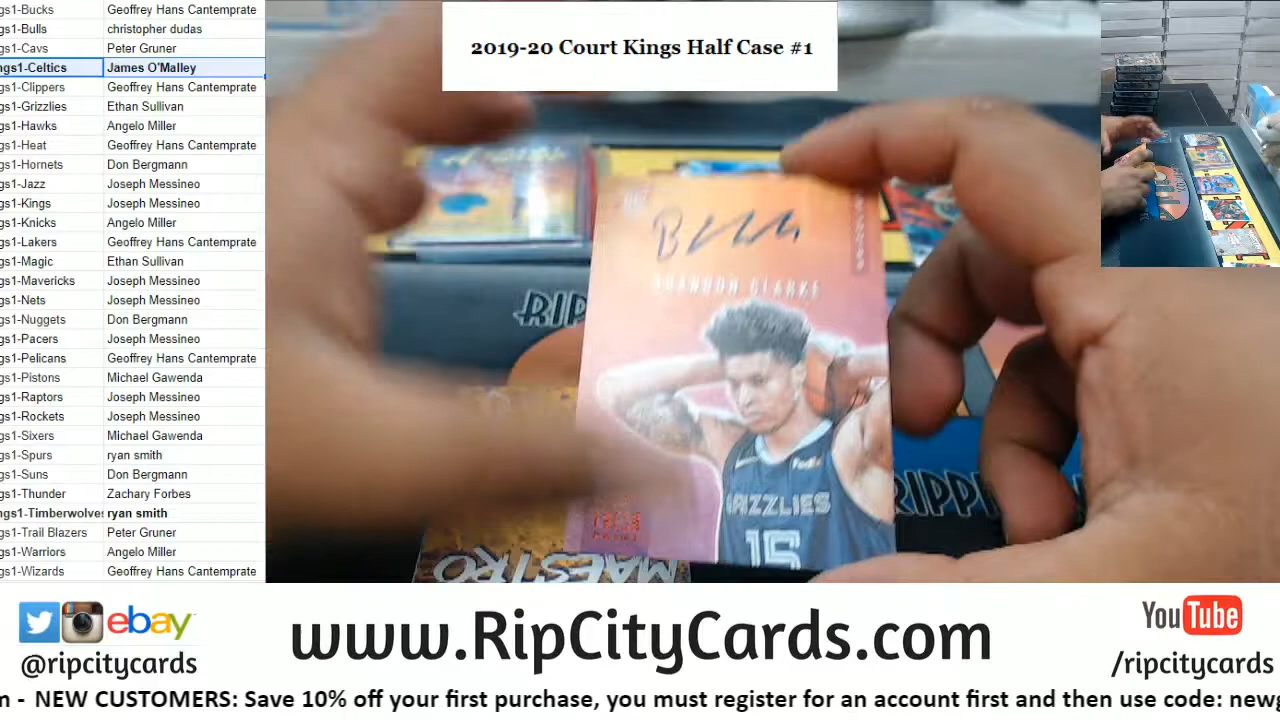 gs1-Bucks Geoffrey Hans Cantemprate
gs1-Bulls christopher dudas
gs1-Cavs Peter Gruner
ngs1-Celtics James O'Malley
gs1-Clippers Geoffrey Hans Cantemprate
gs1-Grizzlies Ethan Sullivan
gs1-Hawks Angelo Miller
gs1-Heat Geoffrey Hans Cantemprate
gs1-Hornets Don Bergmann
gs1-Jazz Joseph Messineo
gs1-Kings Joseph Messineo
gs1-Knicks Angelo Miller
gs1-Lakers Geoffrey Hans Cantemprate
gs1-Magic Ethan Sullivan
gs1-Mavericks Joseph Messineo
gs1-Nets Joseph Messineo
gs1-Nuggets Don Bergmann
gs1-Pacers Joseph Messineo
gs1-Pelicans Geoffrey Hans Cantemprate
gs1-Pistons Michael Gawenda
gs1-Raptors Joseph Messineo
gs1-Rockets Joseph Messineo
gs1-Sixers Michael Gawenda
gs1-Spurs ryan smith
gs1-Suns Don Bergmann
gs1-Thunder Zachary Forbes
ngs1-Timberwolves ryan smith
gs1-Trail Blazers Peter Gruner
gs1-Warriors Angelo Miller
gs1-Wizards Geoffrey Hans Cantemprate
2019-20 Court Kings Half Case #1
BRANDON CLARKE
GRIZZLIES
15
RIP
RIPPI
MAESTRO
ebay
@ripcitycards
www.RipCityCards.com
YouTube
/ripcitycards
m - NEW CUSTOMERS: Save 10% off your first purchase, you must register for an account first and then use code: newg